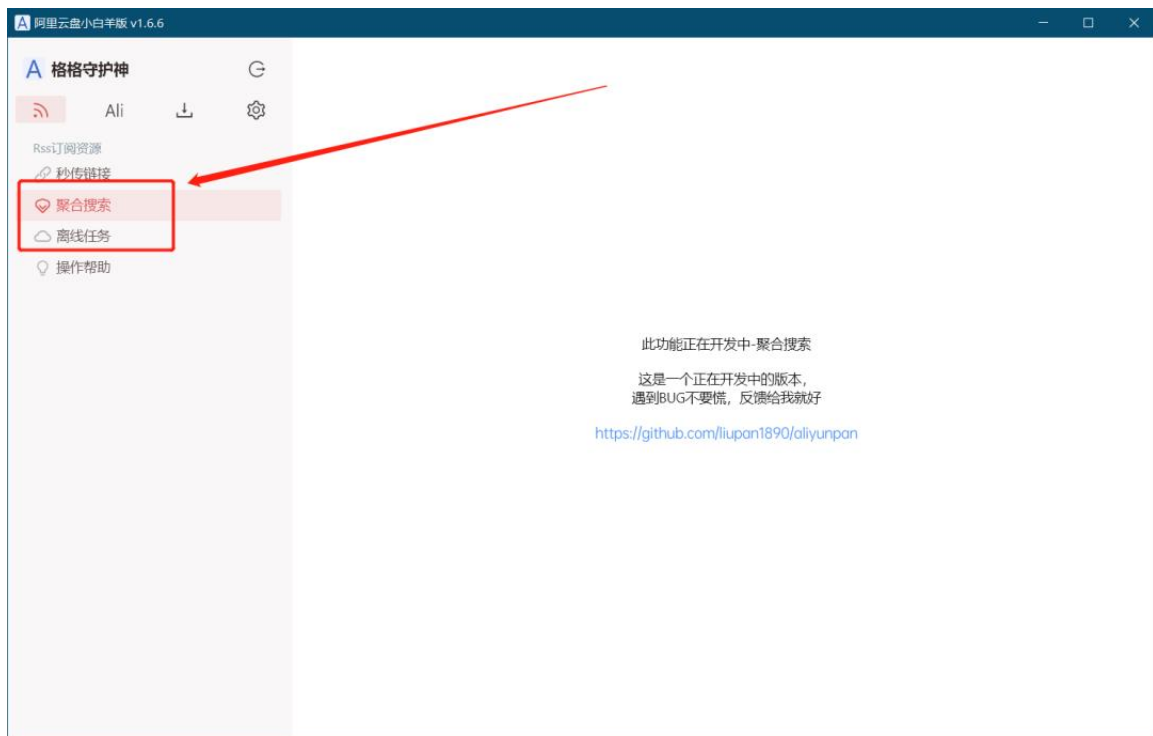 阿里云盘小白羊版 v1.6.6
格格守护神
Ali
Rss订阅资源
秒传链接
聚合搜索
离线任务
操作帮助
此功能正在开发中-聚合搜索
这是一个正在开发中的版本，
遇到BUG不要慌，反馈给我就好
https://github.com/liupan1890/aliyunpan